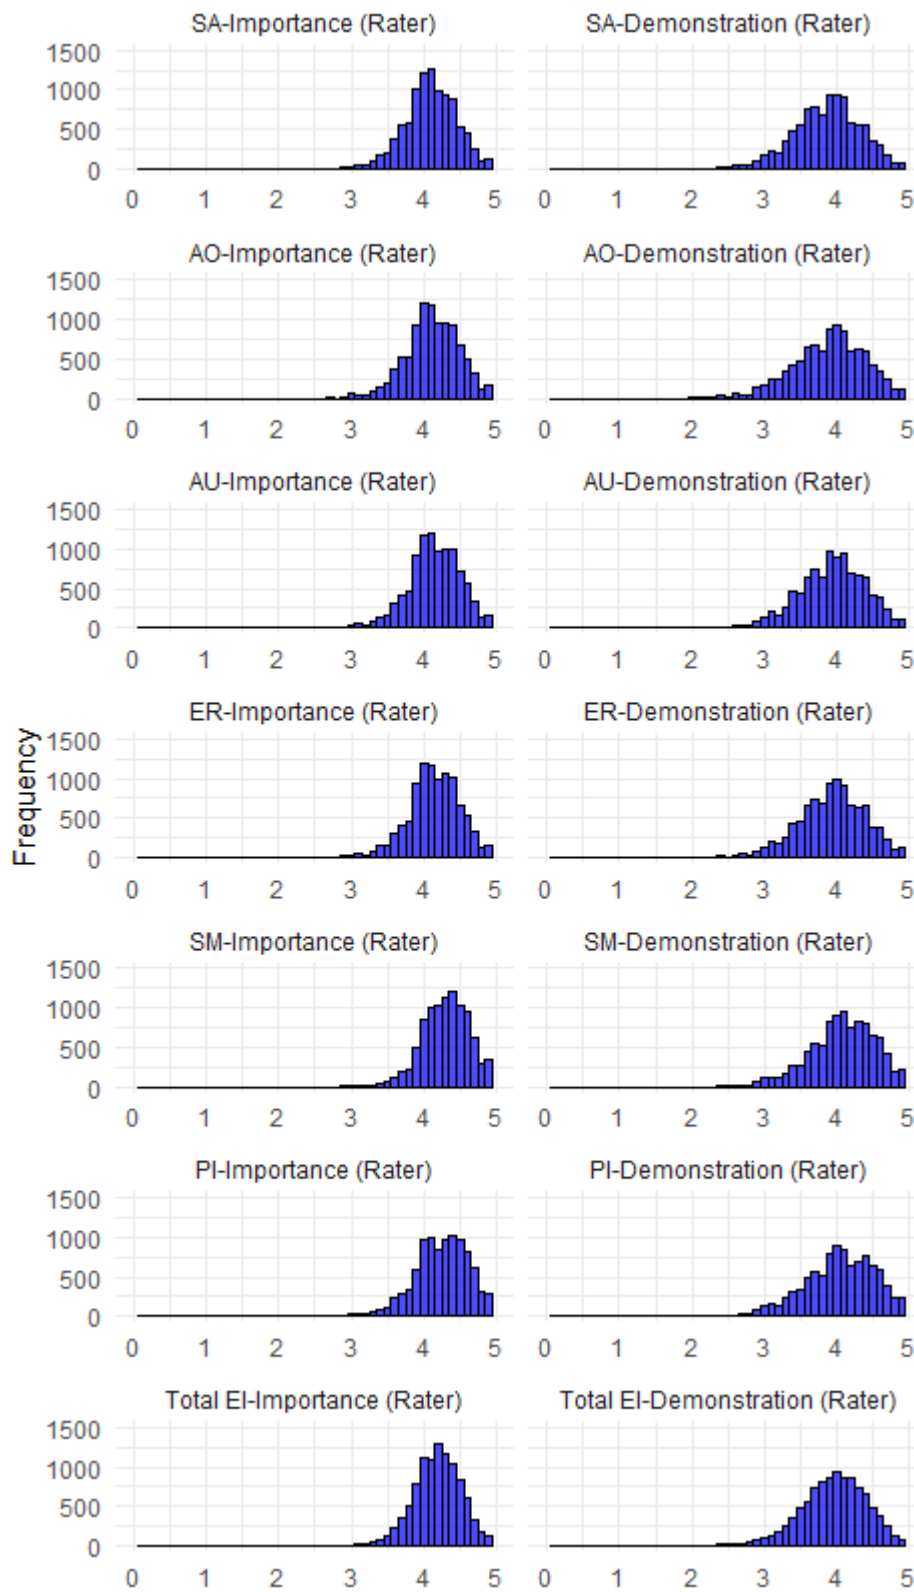 SA-Importance (Rater) SA-Demonstration (Rater)
1500
1000
500
0
0 1 2 3 4 5 0 1 2 3 4 5
AO-Importance (Rater) AO-Demonstration (Rater)
1500
1000
500
0
0 1 2 3 4 5 0 1 2 3 4 5
AU-Importance (Rater) AU-Demonstration (Rater)
1500
1000
500
0
0 1 2 3 4 5 0 1 2 3 4 5
ER-Importance (Rater) ER-Demonstration (Rater)
Frequency
1500
1000
500
0
0 1 2 3 4 5 0 1 2 3 4 5
SM-Importance (Rater) SM-Demonstration (Rater)
1500
1000
500
0
0 1 2 3 4 5 0 1 2 3 4 5
PI-Importance (Rater) PI-Demonstration (Rater)
1500
1000
500
0
0 1 2 3 4 5 0 1 2 3 4 5
Total EI-Importance (Rater) Total EI-Demonstration (Rater)
1500
1000
500
0
0 1 2 3 4 5 0 1 2 3 4 5